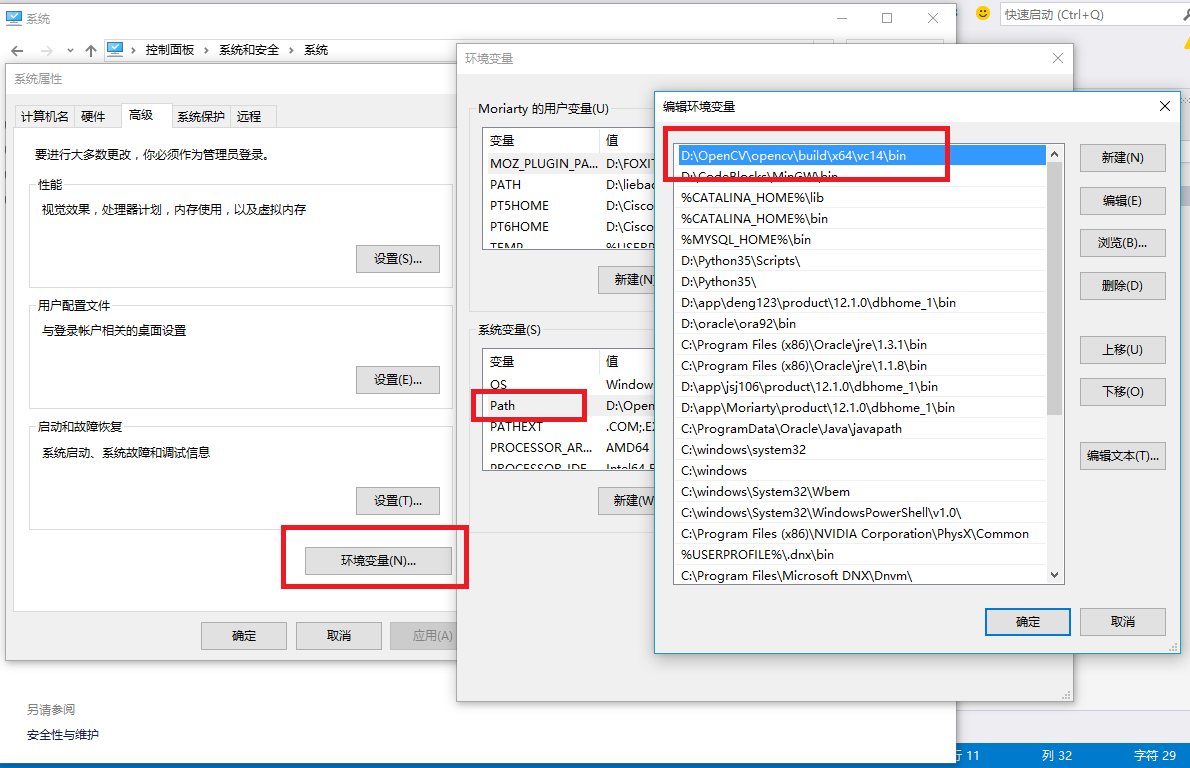 系统
快速启动 (Ctrl+Q)
控制面板 › 系统和安全 › 系统
系统属性
计算机名
硬件
高级
系统保护
远程
要进行大多数更改，你必须作为管理员登录。
性能
视觉效果，处理器计划，内存使用，以及虚拟内存
设置(S)...
用户配置文件
与登录帐户相关的桌面设置
设置(E)...
启动和故障恢复
系统启动、系统故障和调试信息
设置(T)...
环境变量(N)...
确定
取消
应用(A)
另请参阅
安全性与维护
环境变量
Moriarty 的用户变量(U)
变量 值
MOZ_PLUGIN_PA... D:\FOXIT
PATH D:\lieba
PT5HOME D:\Cisco
PT6HOME D:\Cisco
TEMP %USERP
新建(N
系统变量(S)
变量 值
OS Window
Path D:\Open
PATHEXT .COM;.E
PROCESSOR_AR... AMD64
PROCESSOR_IDE Intel64 F
新建(W
编辑环境变量
D:\OpenCV\opencv\build\x64\vc14\bin
D:\CodeBlocks\MinGW\bin
%CATALINA_HOME%\lib
%CATALINA_HOME%\bin
%MYSQL_HOME%\bin
D:\Python35\Scripts\
D:\Python35\
D:\app\deng123\product\12.1.0\dbhome_1\bin
D:\oracle\ora92\bin
C:\Program Files (x86)\Oracle\jre\1.3.1\bin
C:\Program Files (x86)\Oracle\jre\1.1.8\bin
D:\app\jsj106\product\12.1.0\dbhome_1\bin
D:\app\Moriarty\product\12.1.0\dbhome_1\bin
C:\ProgramData\Oracle\Java\javapath
C:\windows\system32
C:\windows
C:\windows\System32\Wbem
C:\windows\System32\WindowsPowerShell\v1.0\
C:\Program Files (x86)\NVIDIA Corporation\PhysX\Common
%USERPROFILE%\.dnx\bin
C:\Program Files\Microsoft DNX\Dnvm\
新建(N)
编辑(E)
浏览(B)...
删除(D)
上移(U)
下移(O)
编辑文本(T)...
确定
取消
行 11
列 32
字符 29